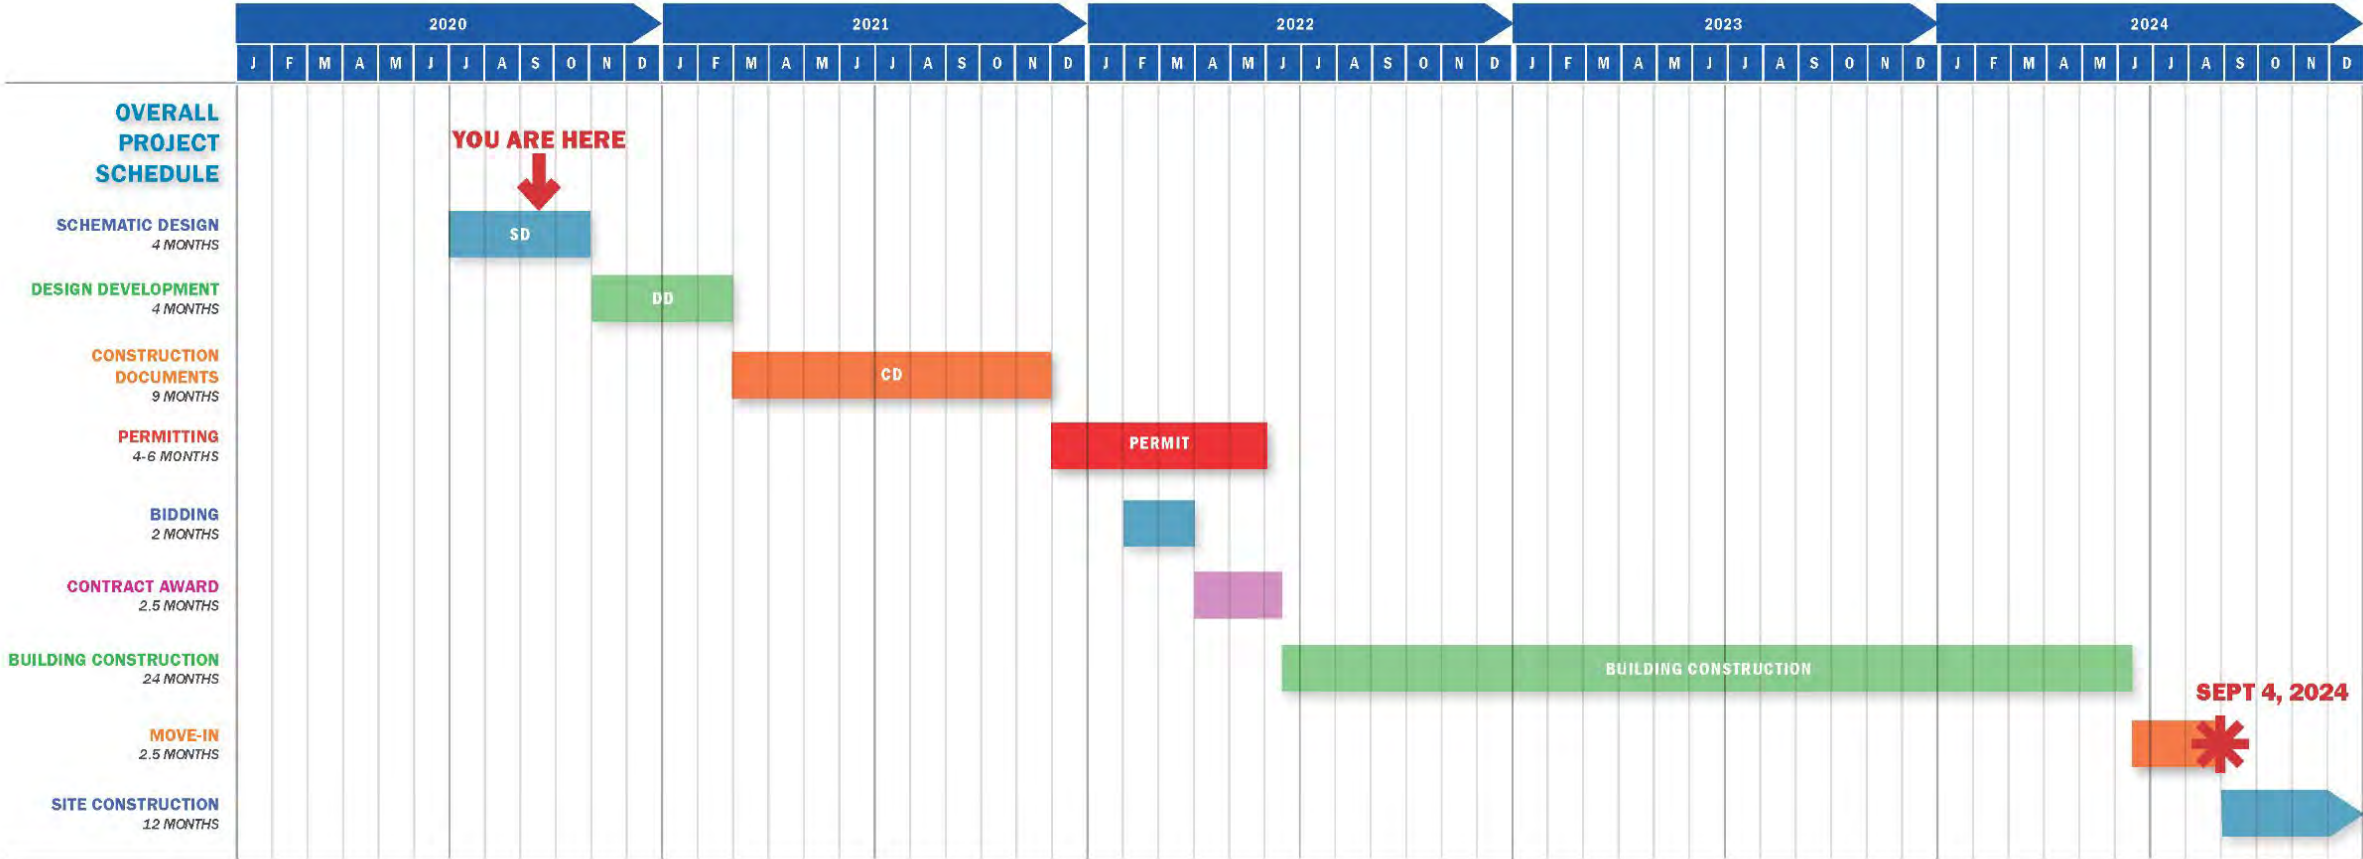 2020 2021 2022 2023 2024
J F M A M J J A S O N D J F M A M J J A S O N D J F M A M J J A S O N D J F M A M J J A S O N D J F M A M J J A S O N D
OVERALL
PROJECT
SCHEDULE
YOU ARE HERE
SCHEMATIC DESIGN
4 MONTHS
SD
DESIGN DEVELOPMENT
4 MONTHS
DD
CONSTRUCTION
DOCUMENTS
9 MONTHS
CD
PERMITTING
4-6 MONTHS
PERMIT
BIDDING
2 MONTHS
CONTRACT AWARD
2.5 MONTHS
BUILDING CONSTRUCTION
24 MONTHS
BUILDING CONSTRUCTION
SEPT 4, 2024
MOVE-IN
2.5 MONTHS
SITE CONSTRUCTION
12 MONTHS